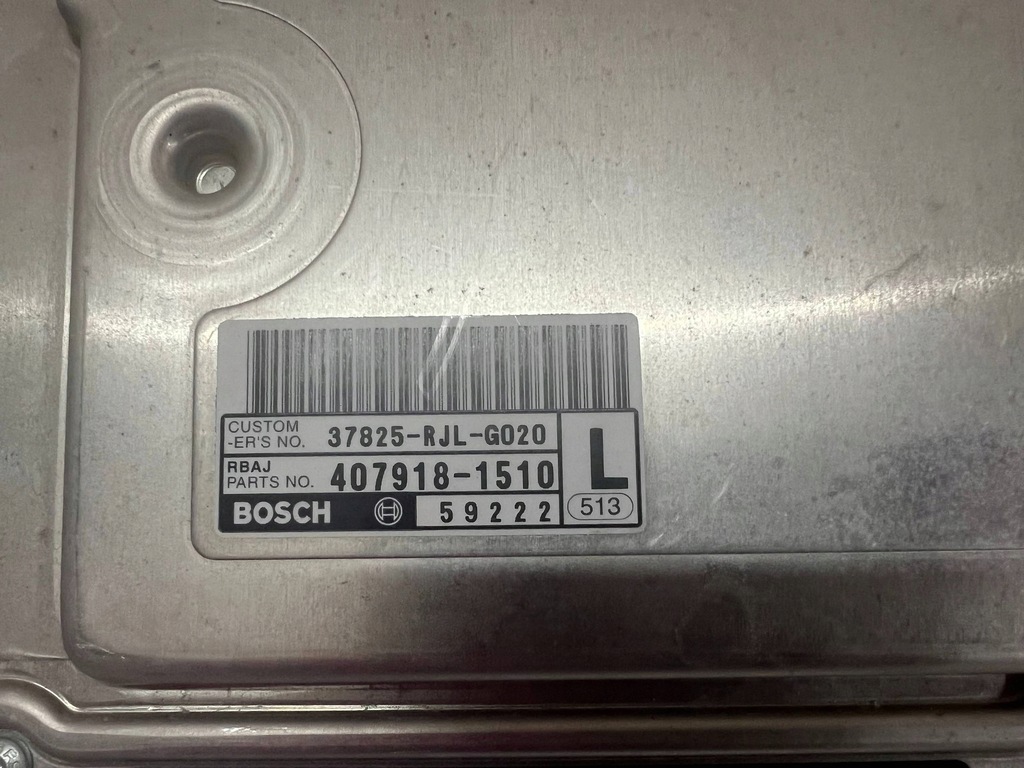 CUSTOM
-ER'S NO. 37825-RJL-G020
RBAJ
PARTS NO. 407918-1510
L
BOSCH 59222
513